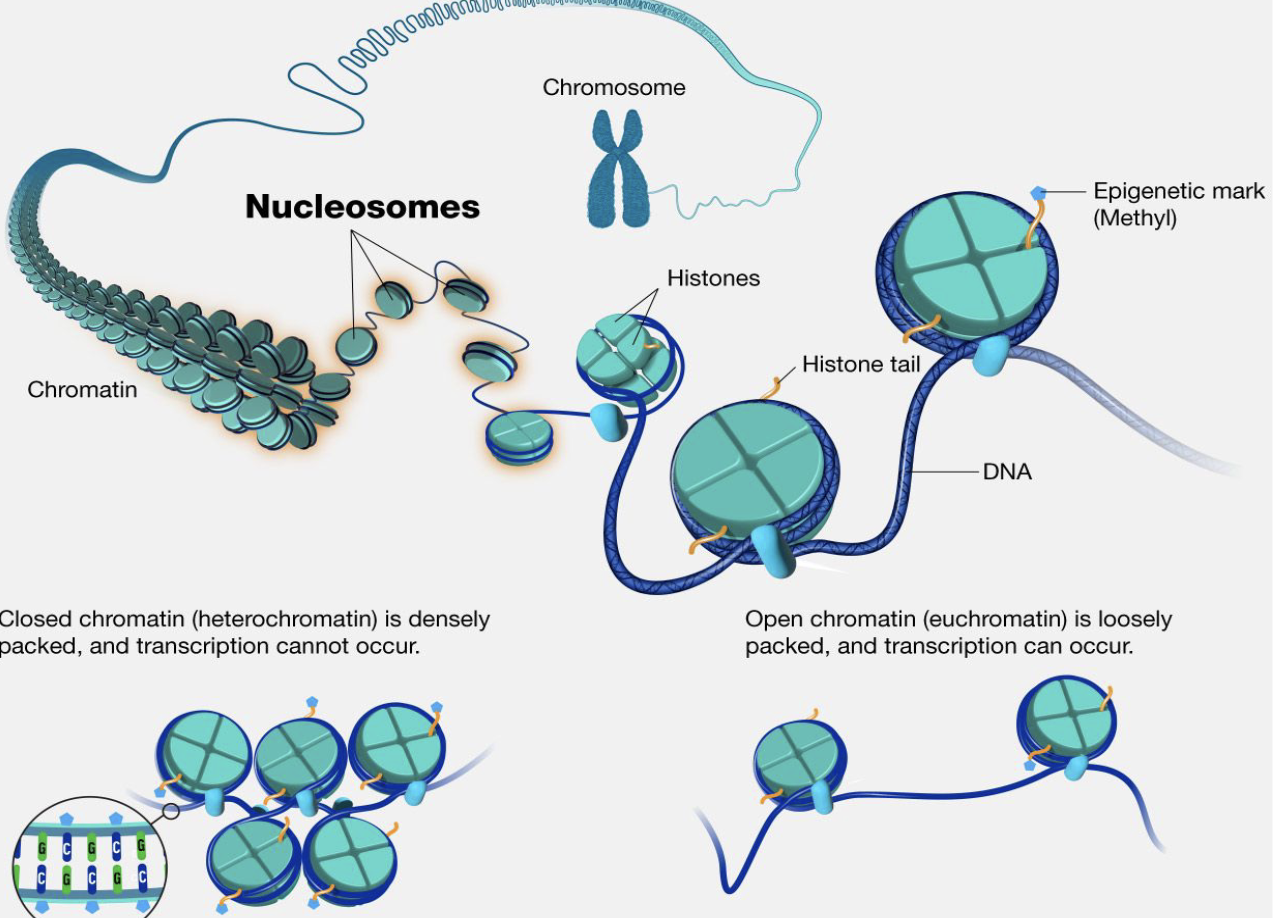 Chromosome
Nucleosomes
Epigenetic mark
(Methyl)
Histones
Histone tail
Chromatin
DNA
Closed chromatin (heterochromatin) is densely
packed, and transcription cannot occur.
Open chromatin (euchromatin) is loosely
packed, and transcription can occur.
G C G C G
C G C G C